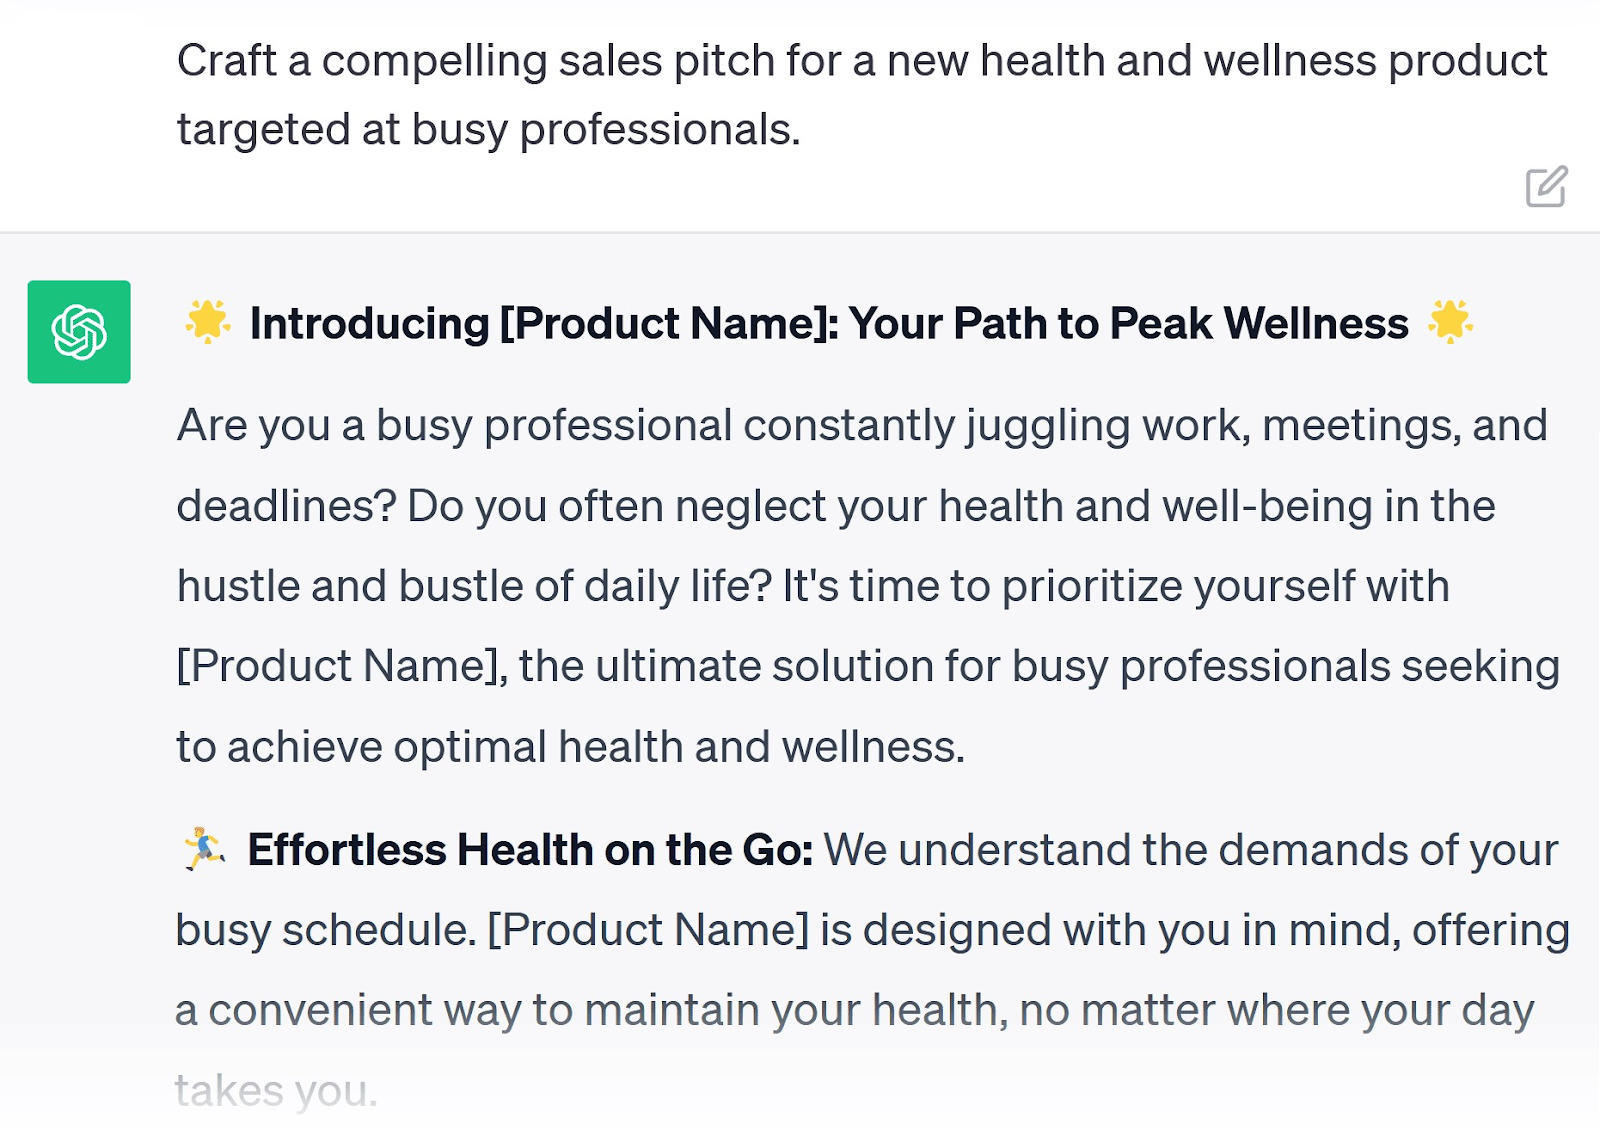 Craft a compelling sales pitch for a new health and wellness product
targeted at busy professionals.
🌟 Introducing [Product Name]: Your Path to Peak Wellness 🌟
Are you a busy professional constantly juggling work, meetings, and
deadlines? Do you often neglect your health and well-being in the
hustle and bustle of daily life? It's time to prioritize yourself with
[Product Name], the ultimate solution for busy professionals seeking
to achieve optimal health and wellness.
🏃‍♂️ Effortless Health on the Go: We understand the demands of your
busy schedule. [Product Name] is designed with you in mind, offering
a convenient way to maintain your health, no matter where your day
takes you.